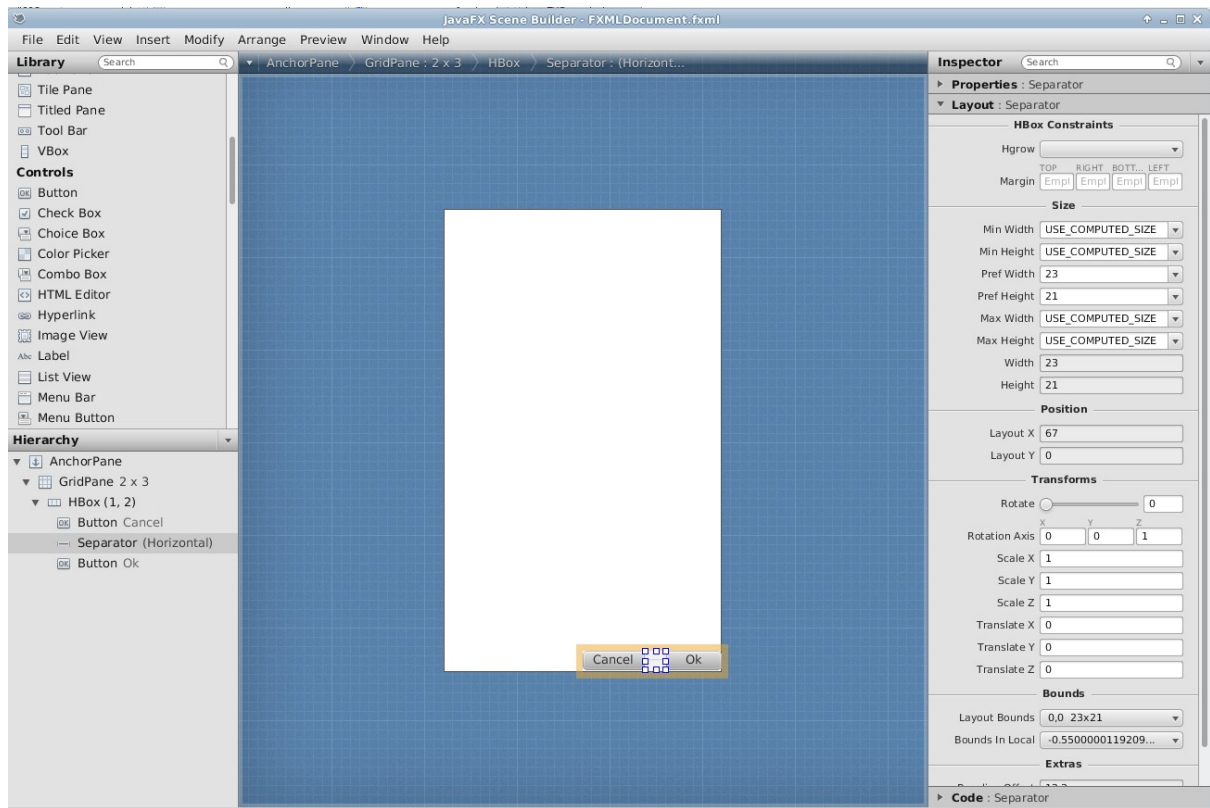 JavaFX Scene Builder - FXMLDocument.fxml
File Edit View Insert Modify Arrange Preview Window Help
Library Search
Tile Pane
Titled Pane
Tool Bar
VBox
Controls
Button
Check Box
Choice Box
Color Picker
Combo Box
HTML Editor
Hyperlink
Image View
Abc Label
List View
Menu Bar
Menu Button
Hierarchy
AnchorPane
GridPane 2 x 3
HBox (1, 2)
OK Button Cancel
Separator (Horizontal)
OK Button Ok
AnchorPane GridPane : 2 x 3 HBox Separator : (Horizont...
Cancel Ok
Inspector Search
Properties : Separator
Layout : Separator
HBox Constraints
Hgrow
TOP RIGHT BOTT... LEFT
Margin Empt Empt Empt Empt
Size
Min Width USE_COMPUTED_SIZE
Min Height USE_COMPUTED_SIZE
Pref Width 23
Pref Height 21
Max Width USE_COMPUTED_SIZE
Max Height USE_COMPUTED_SIZE
Width 23
Height 21
Position
Layout X 67
Layout Y 0
Transforms
Rotate 0
X Y Z
Rotation Axis 0 0 1
Scale X 1
Scale Y 1
Scale Z 1
Translate X 0
Translate Y 0
Translate Z 0
Bounds
Layout Bounds 0,0 23x21
Bounds In Local -0.5500000119209...
Extras
Code : Separator